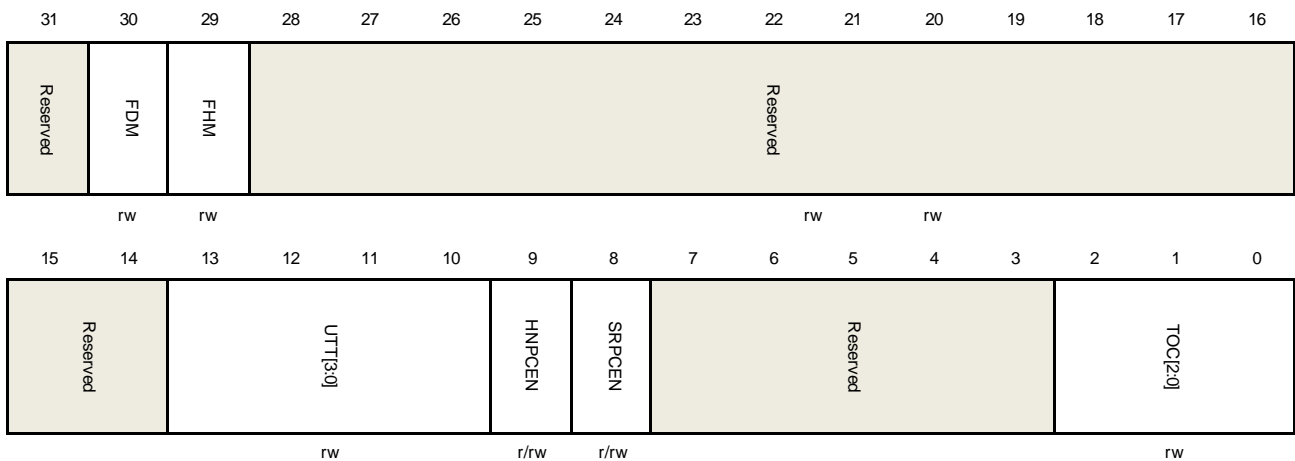 31 30 29 28 27 26 25 24 23 22 21 20 19 18 17 16
Reserved FDM FHM Reserved
rw rw rw rw
15 14 13 12 11 10 9 8 7 6 5 4 3 2 1 0
Reserved UTT[3:0] HNPCEN SRPCEN Reserved TOC[2:0]
rw r/rw r/rw rw